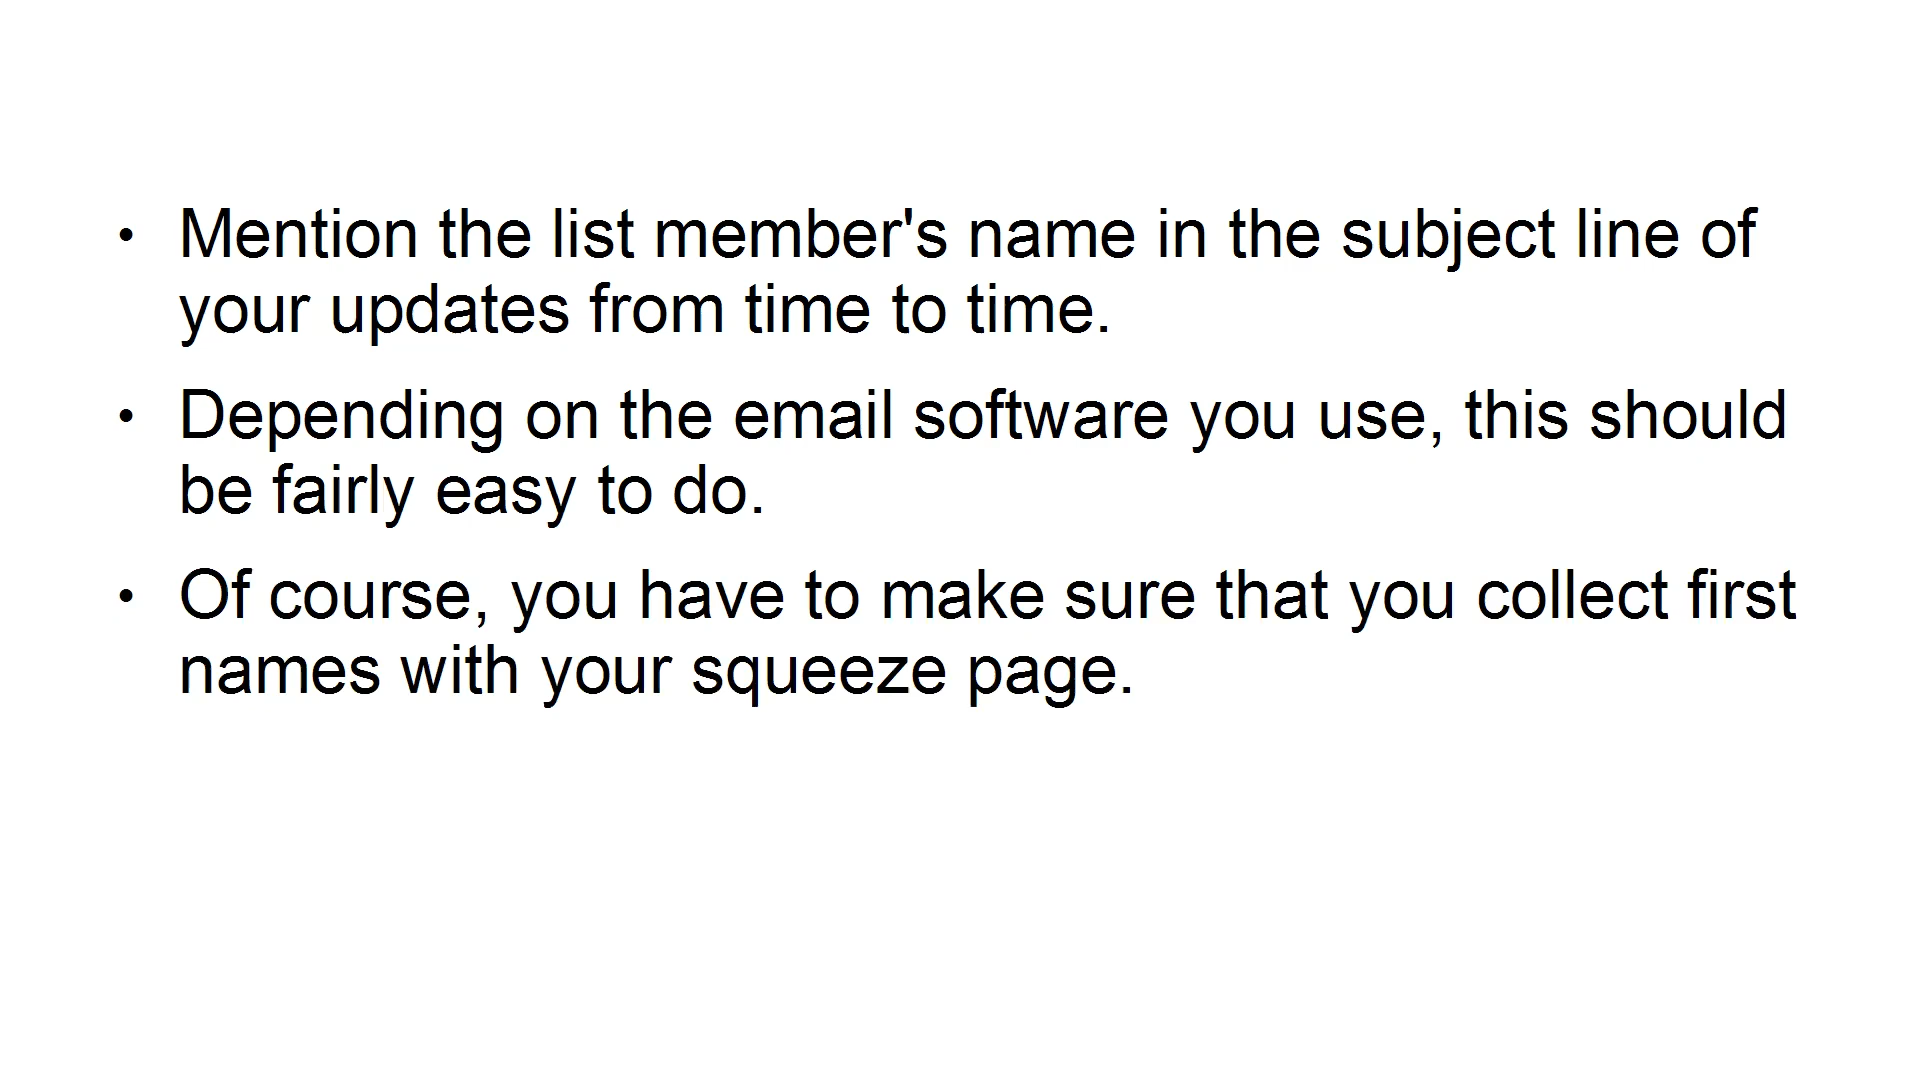 • Mention the list member's name in the subject line of
your updates from time to time.
• Depending on the email software you use, this should
be fairly easy to do.
• Of course, you have to make sure that you collect first
names with your squeeze page.